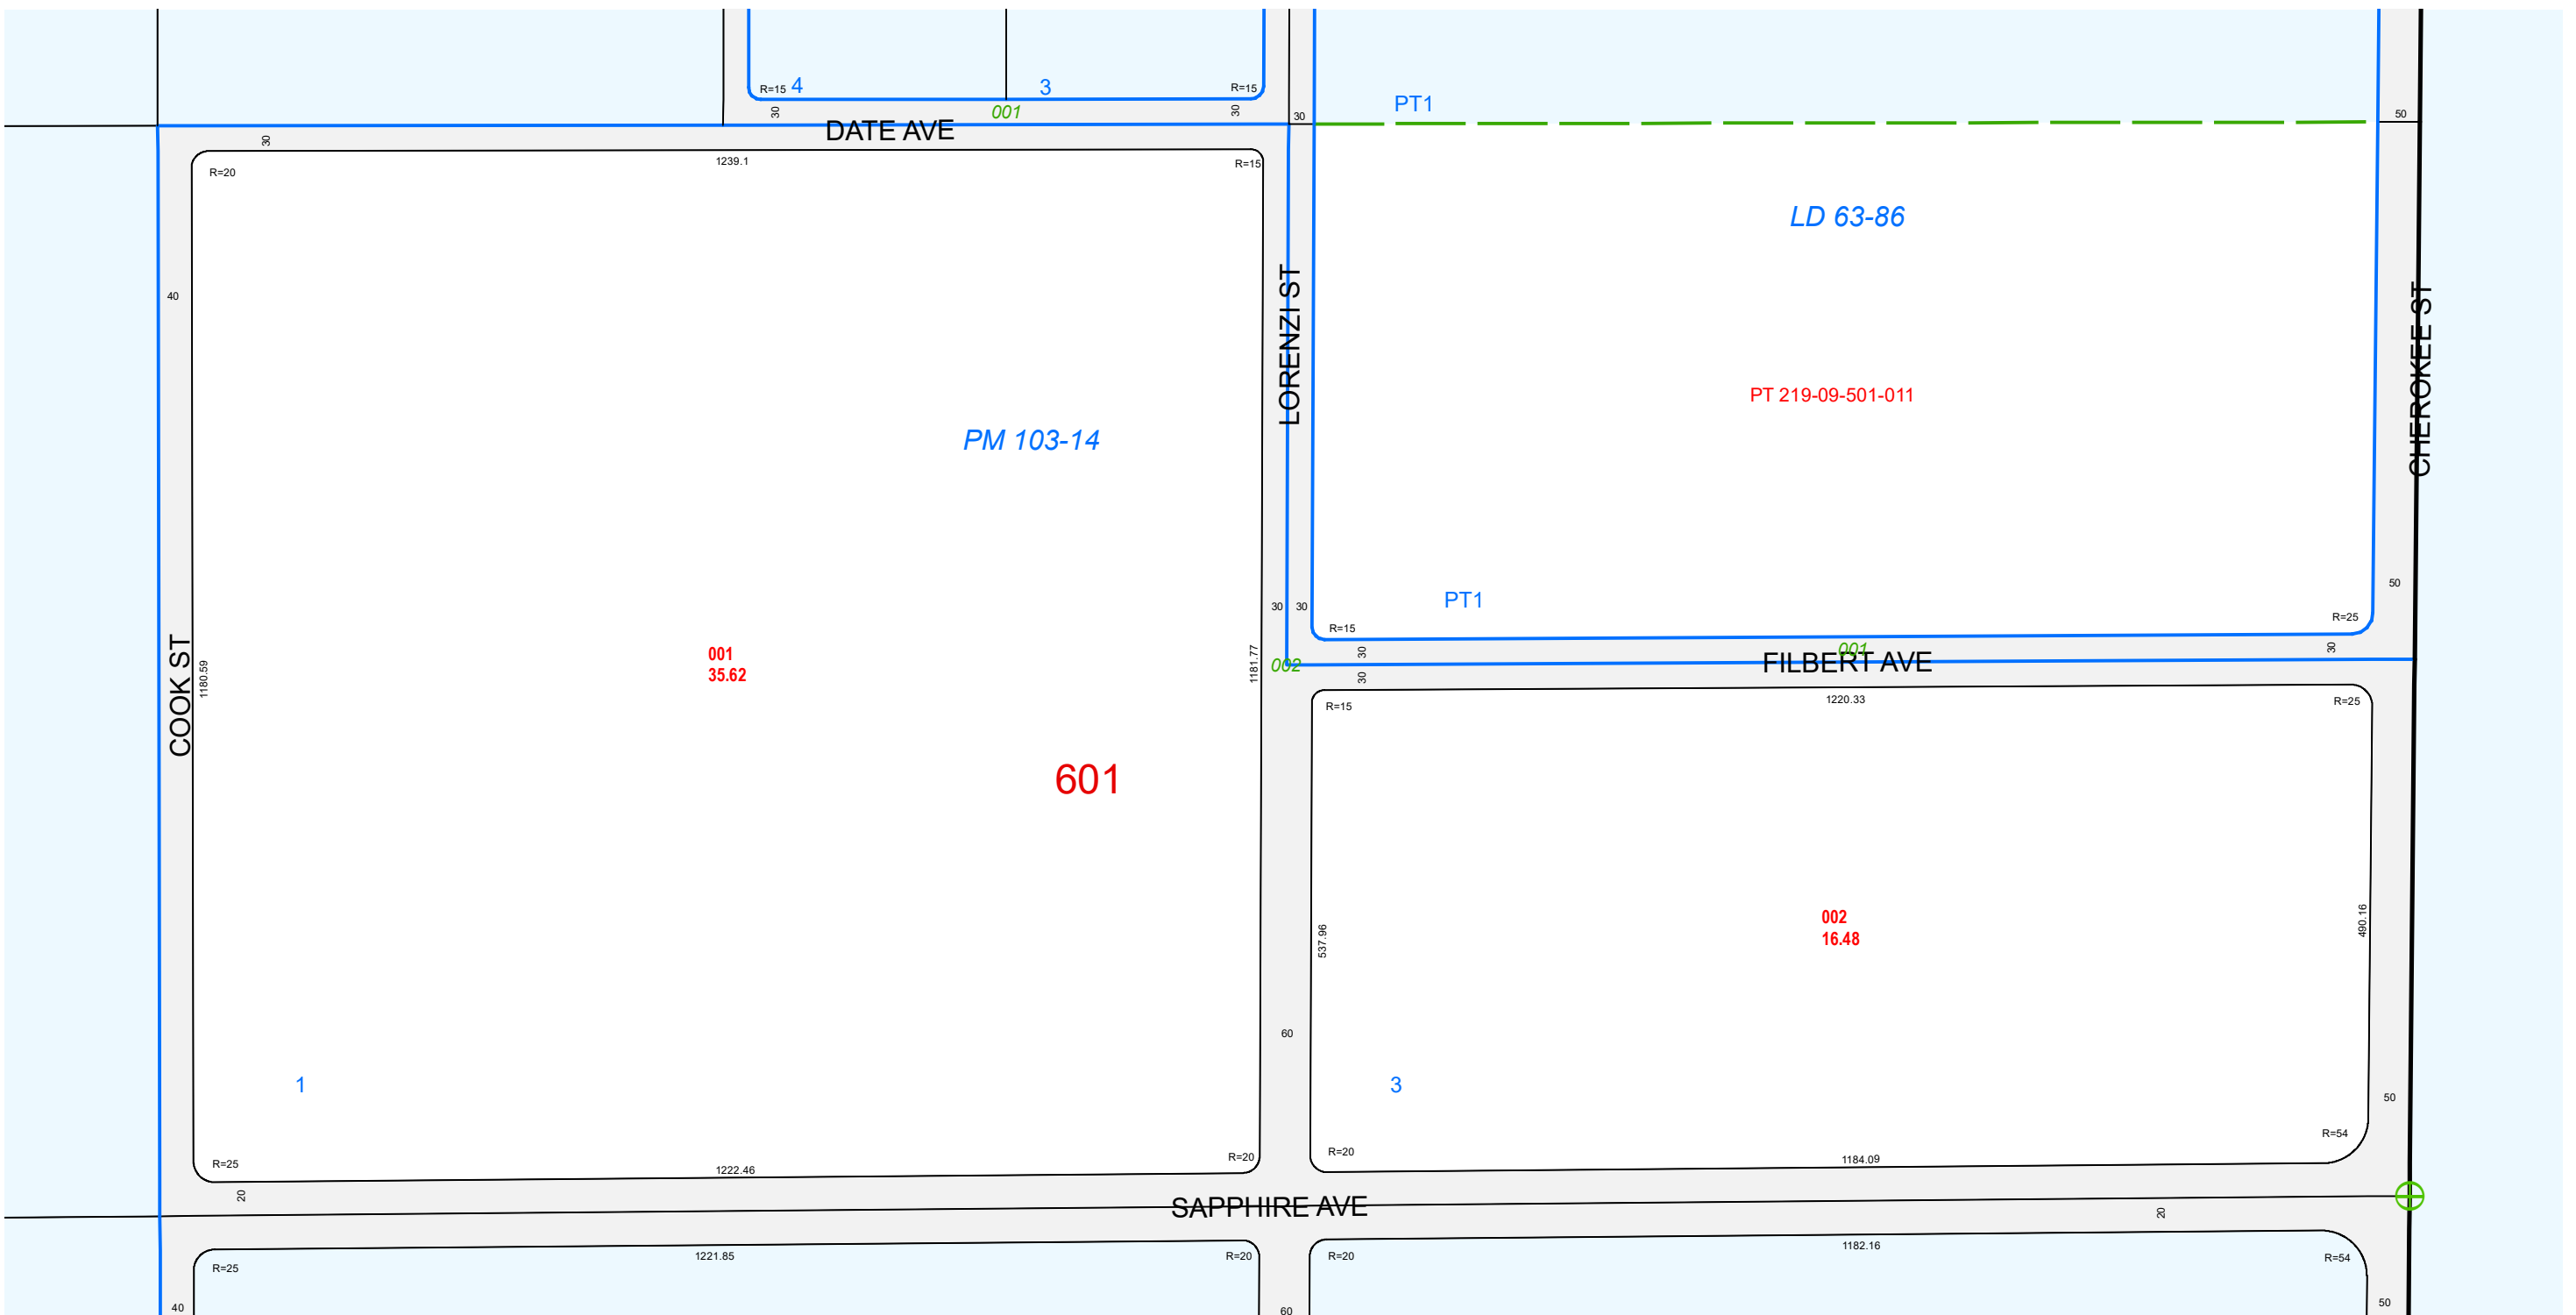 R=15
4
3
R=15
30
001
30
DATE AVE
30
PT1
50
30
1239.1
R=20
R=15
LD 63-86
40
LORENZI ST
CHEROKEE ST
PT 219-09-501-011
PM 103-14
50
PT1
30
30
R=15
R=25
COOK ST
1180.59
001
35.62
1181.77
002
30
001
30
FILBERT AVE
30
R=15
1220.33
R=25
601
002
16.48
537.96
490.16
60
1
3
50
R=54
R=25
1222.46
R=20
R=20
1184.09
20
SAPPHIRE AVE
20
R=25
1221.85
R=20
R=20
1182.16
R=54
40
60
50